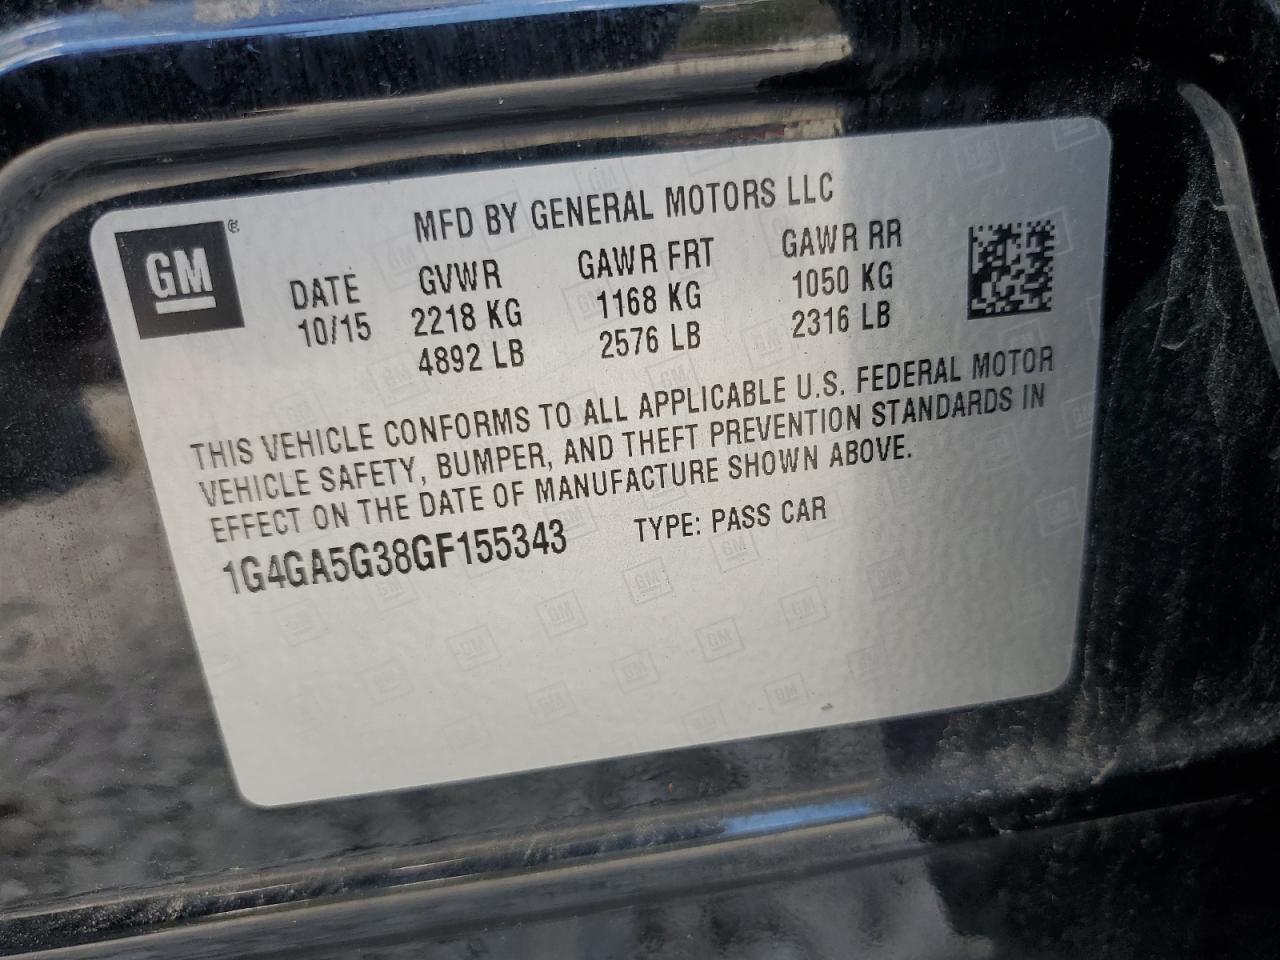 GM
MFD BY GENERAL MOTORS LLC
DATE GVWR GAWR FRT GAWR RR
10/15 2218 KG 1168 KG 1050 KG
4892 LB 2576 LB 2316 LB
THIS VEHICLE CONFORMS TO ALL APPLICABLE U.S. FEDERAL MOTOR
VEHICLE SAFETY, BUMPER, AND THEFT PREVENTION STANDARDS IN
EFFECT ON THE DATE OF MANUFACTURE SHOWN ABOVE.
1G4GA5G38GF155343 TYPE: PASS CAR